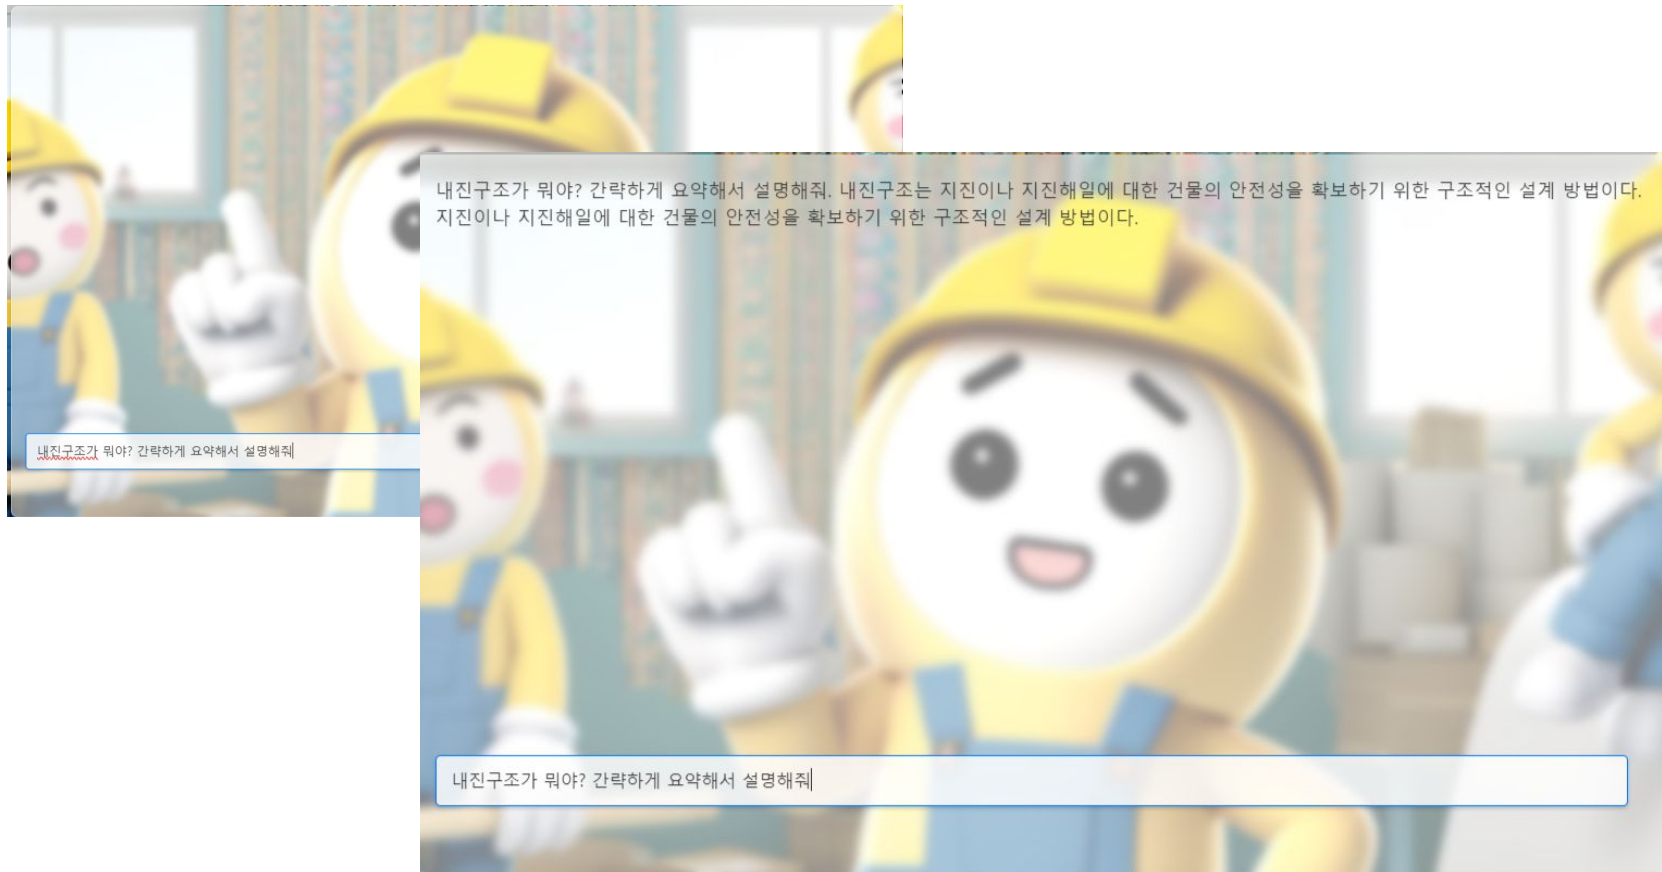 내진구조가 뭐야? 간략하게 요약해서 설명해줘
내진구조가 뭐야? 간략하게 요약해서 설명해줘. 내진구조는 지진이나 지진해일에 대한 건물의 안전성을 확보하기 위한 구조적인 설계 방법이다.
지진이나 지진해일에 대한 건물의 안전성을 확보하기 위한 구조적인 설계 방법이다.
내진구조가 뭐야? 간략하게 요약해서 설명해줘